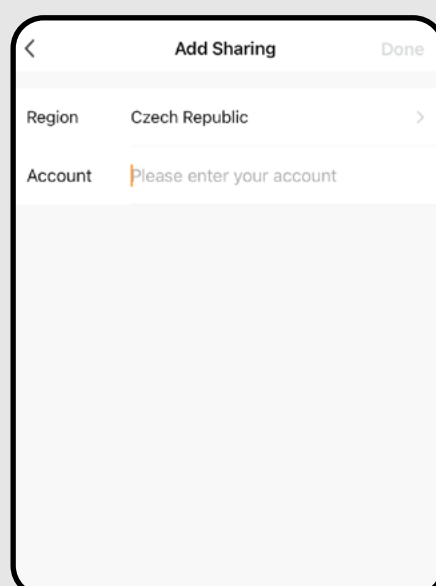 Add Sharing Done
Region Czech Republic
Account Please enter your account